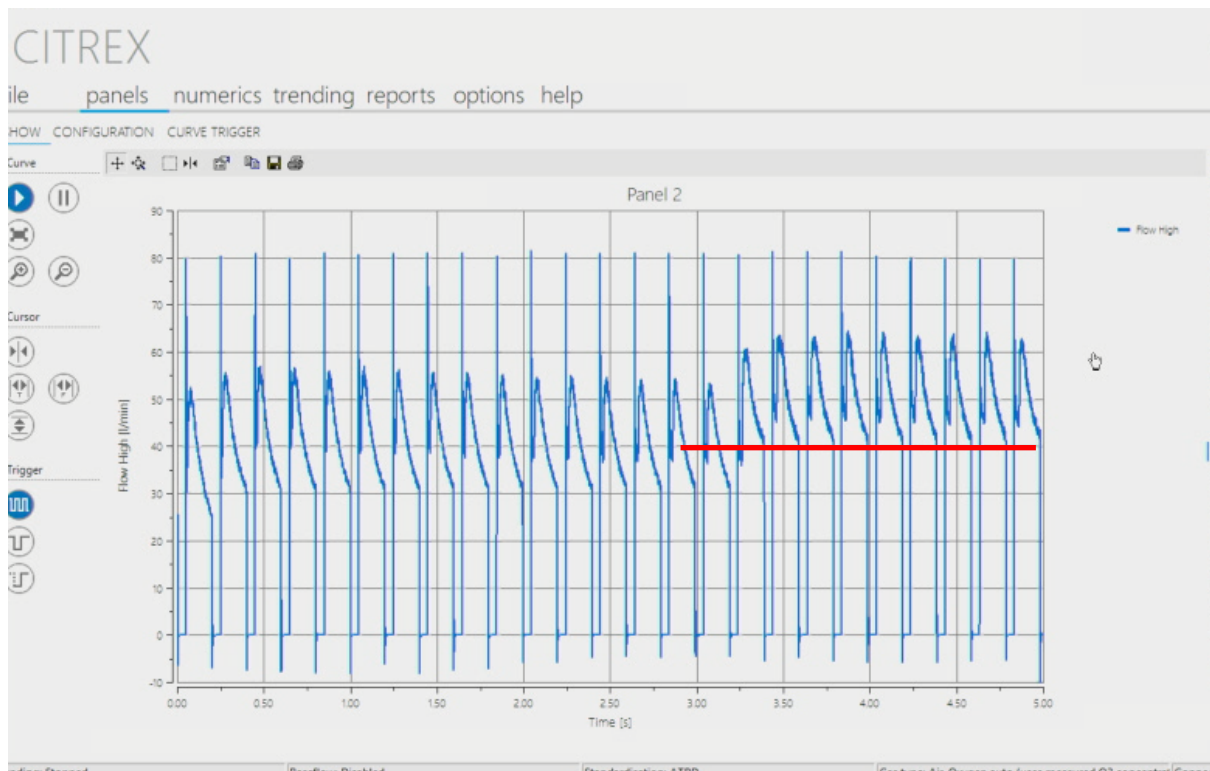 CITREX
ile panels numerics trending reports options help
HOW CONFIGURATION CURVE TRIGGER
Curve
Panel 2
90
Flow High
80
70
Cursor
60
50
40
Trigger
30
20
10
0
-10
Flow High [l/min]
0.00 0.50 1.00 1.50 2.00 2.50 3.00 3.50 4.00 4.50 5.00
Time [s]